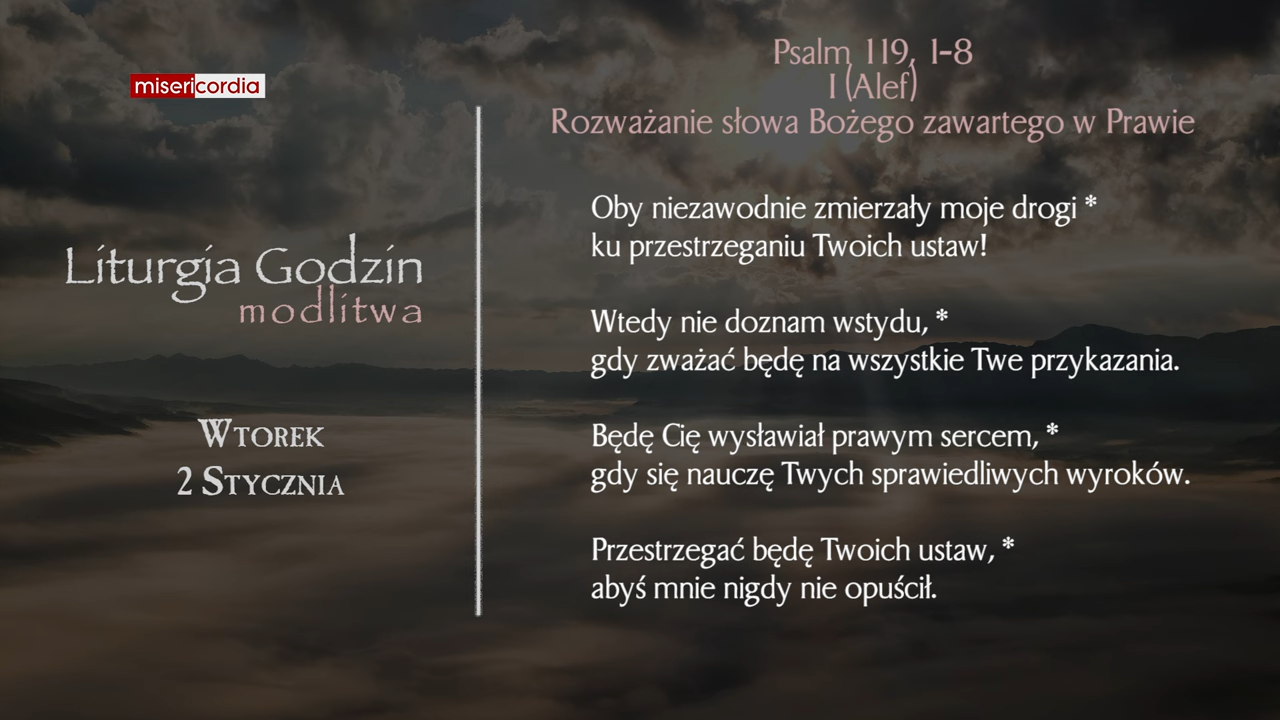 misericordia
Liturgia Godzin
modlitwa
Wtorek
2 Stycznia
Psalm 119, 1-8
I (Alef)
Rozważanie słowa Bożego zawartego w Prawie
Oby niezawodnie zmierzały moje drogi *
ku przestrzeganiu Twoich ustaw!
Wtedy nie doznam wstydu, *
gdy zważać będę na wszystkie Twe przykazania.
Będę Cię wysławiał prawym sercem, *
gdy się nauczę Twych sprawiedliwych wyroków.
Przestrzegać będę Twoich ustaw, *
abyś mnie nigdy nie opuścił.